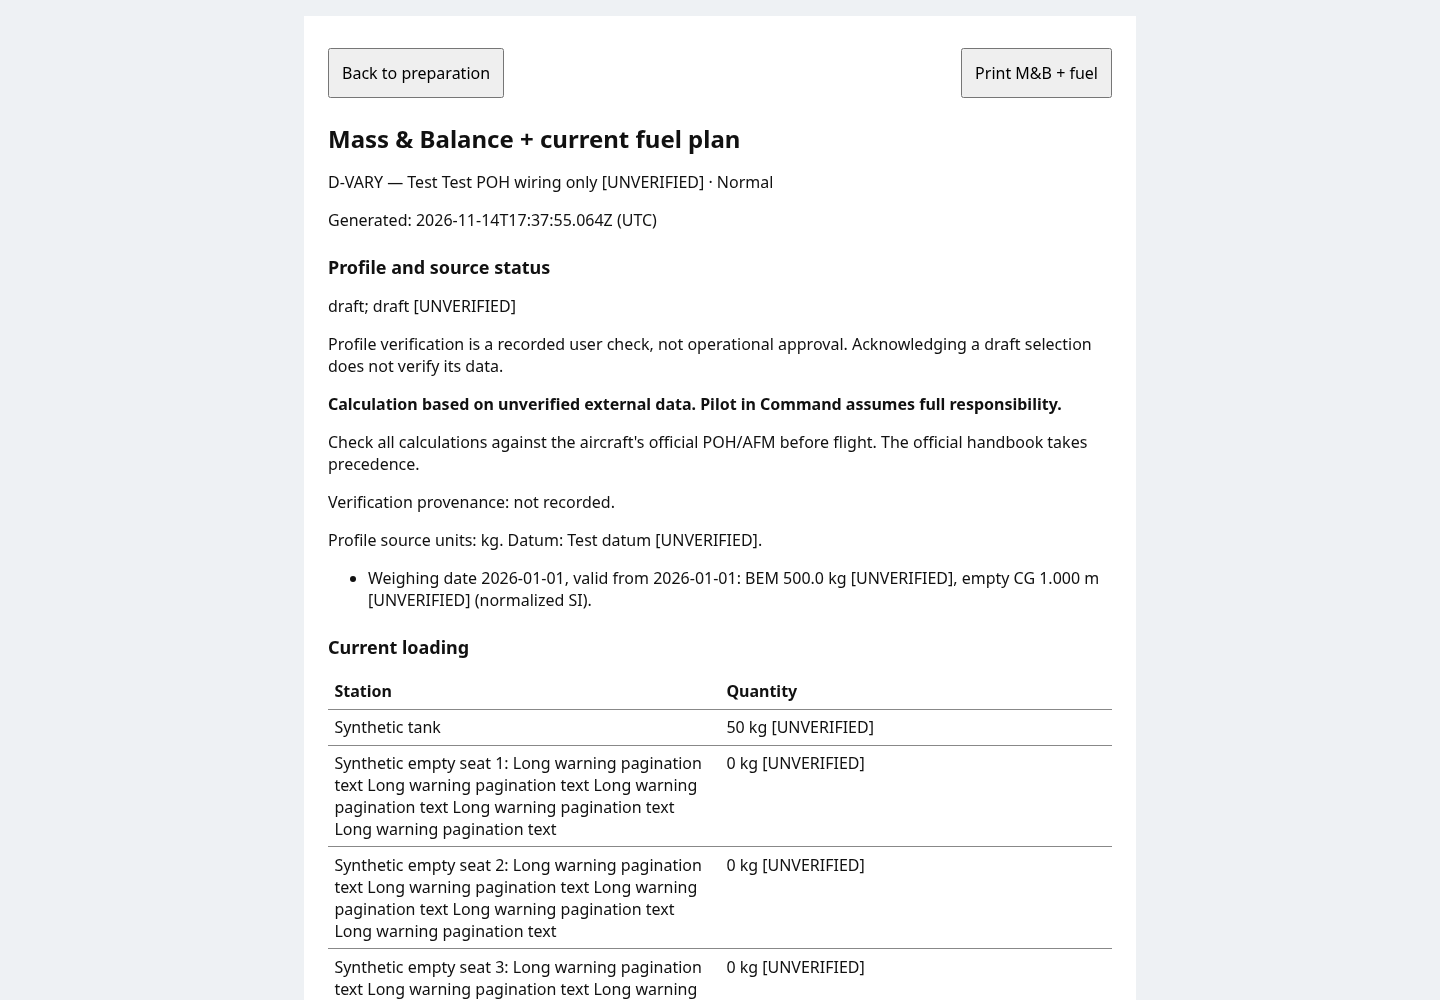 Back to preparation
Print M&B + fuel
Mass & Balance + current fuel plan
D-VARY — Test Test POH wiring only [UNVERIFIED] · Normal
Generated: 2026-11-14T17:37:55.064Z (UTC)
Profile and source status
draft; draft [UNVERIFIED]
Profile verification is a recorded user check, not operational approval. Acknowledging a draft selection
does not verify its data.
Calculation based on unverified external data. Pilot in Command assumes full responsibility.
Check all calculations against the aircraft's official POH/AFM before flight. The official handbook takes
precedence.
Verification provenance: not recorded.
Profile source units: kg. Datum: Test datum [UNVERIFIED].
• Weighing date 2026-01-01, valid from 2026-01-01: BEM 500.0 kg [UNVERIFIED], empty CG 1.000 m
[UNVERIFIED] (normalized SI).
Current loading
Station Quantity
Synthetic tank 50 kg [UNVERIFIED]
Synthetic empty seat 1: Long warning pagination 0 kg [UNVERIFIED]
text Long warning pagination text Long warning
pagination text Long warning pagination text
Long warning pagination text
Synthetic empty seat 2: Long warning pagination 0 kg [UNVERIFIED]
text Long warning pagination text Long warning
pagination text Long warning pagination text
Long warning pagination text
Synthetic empty seat 3: Long warning pagination 0 kg [UNVERIFIED]
text Long warning pagination text Long warning